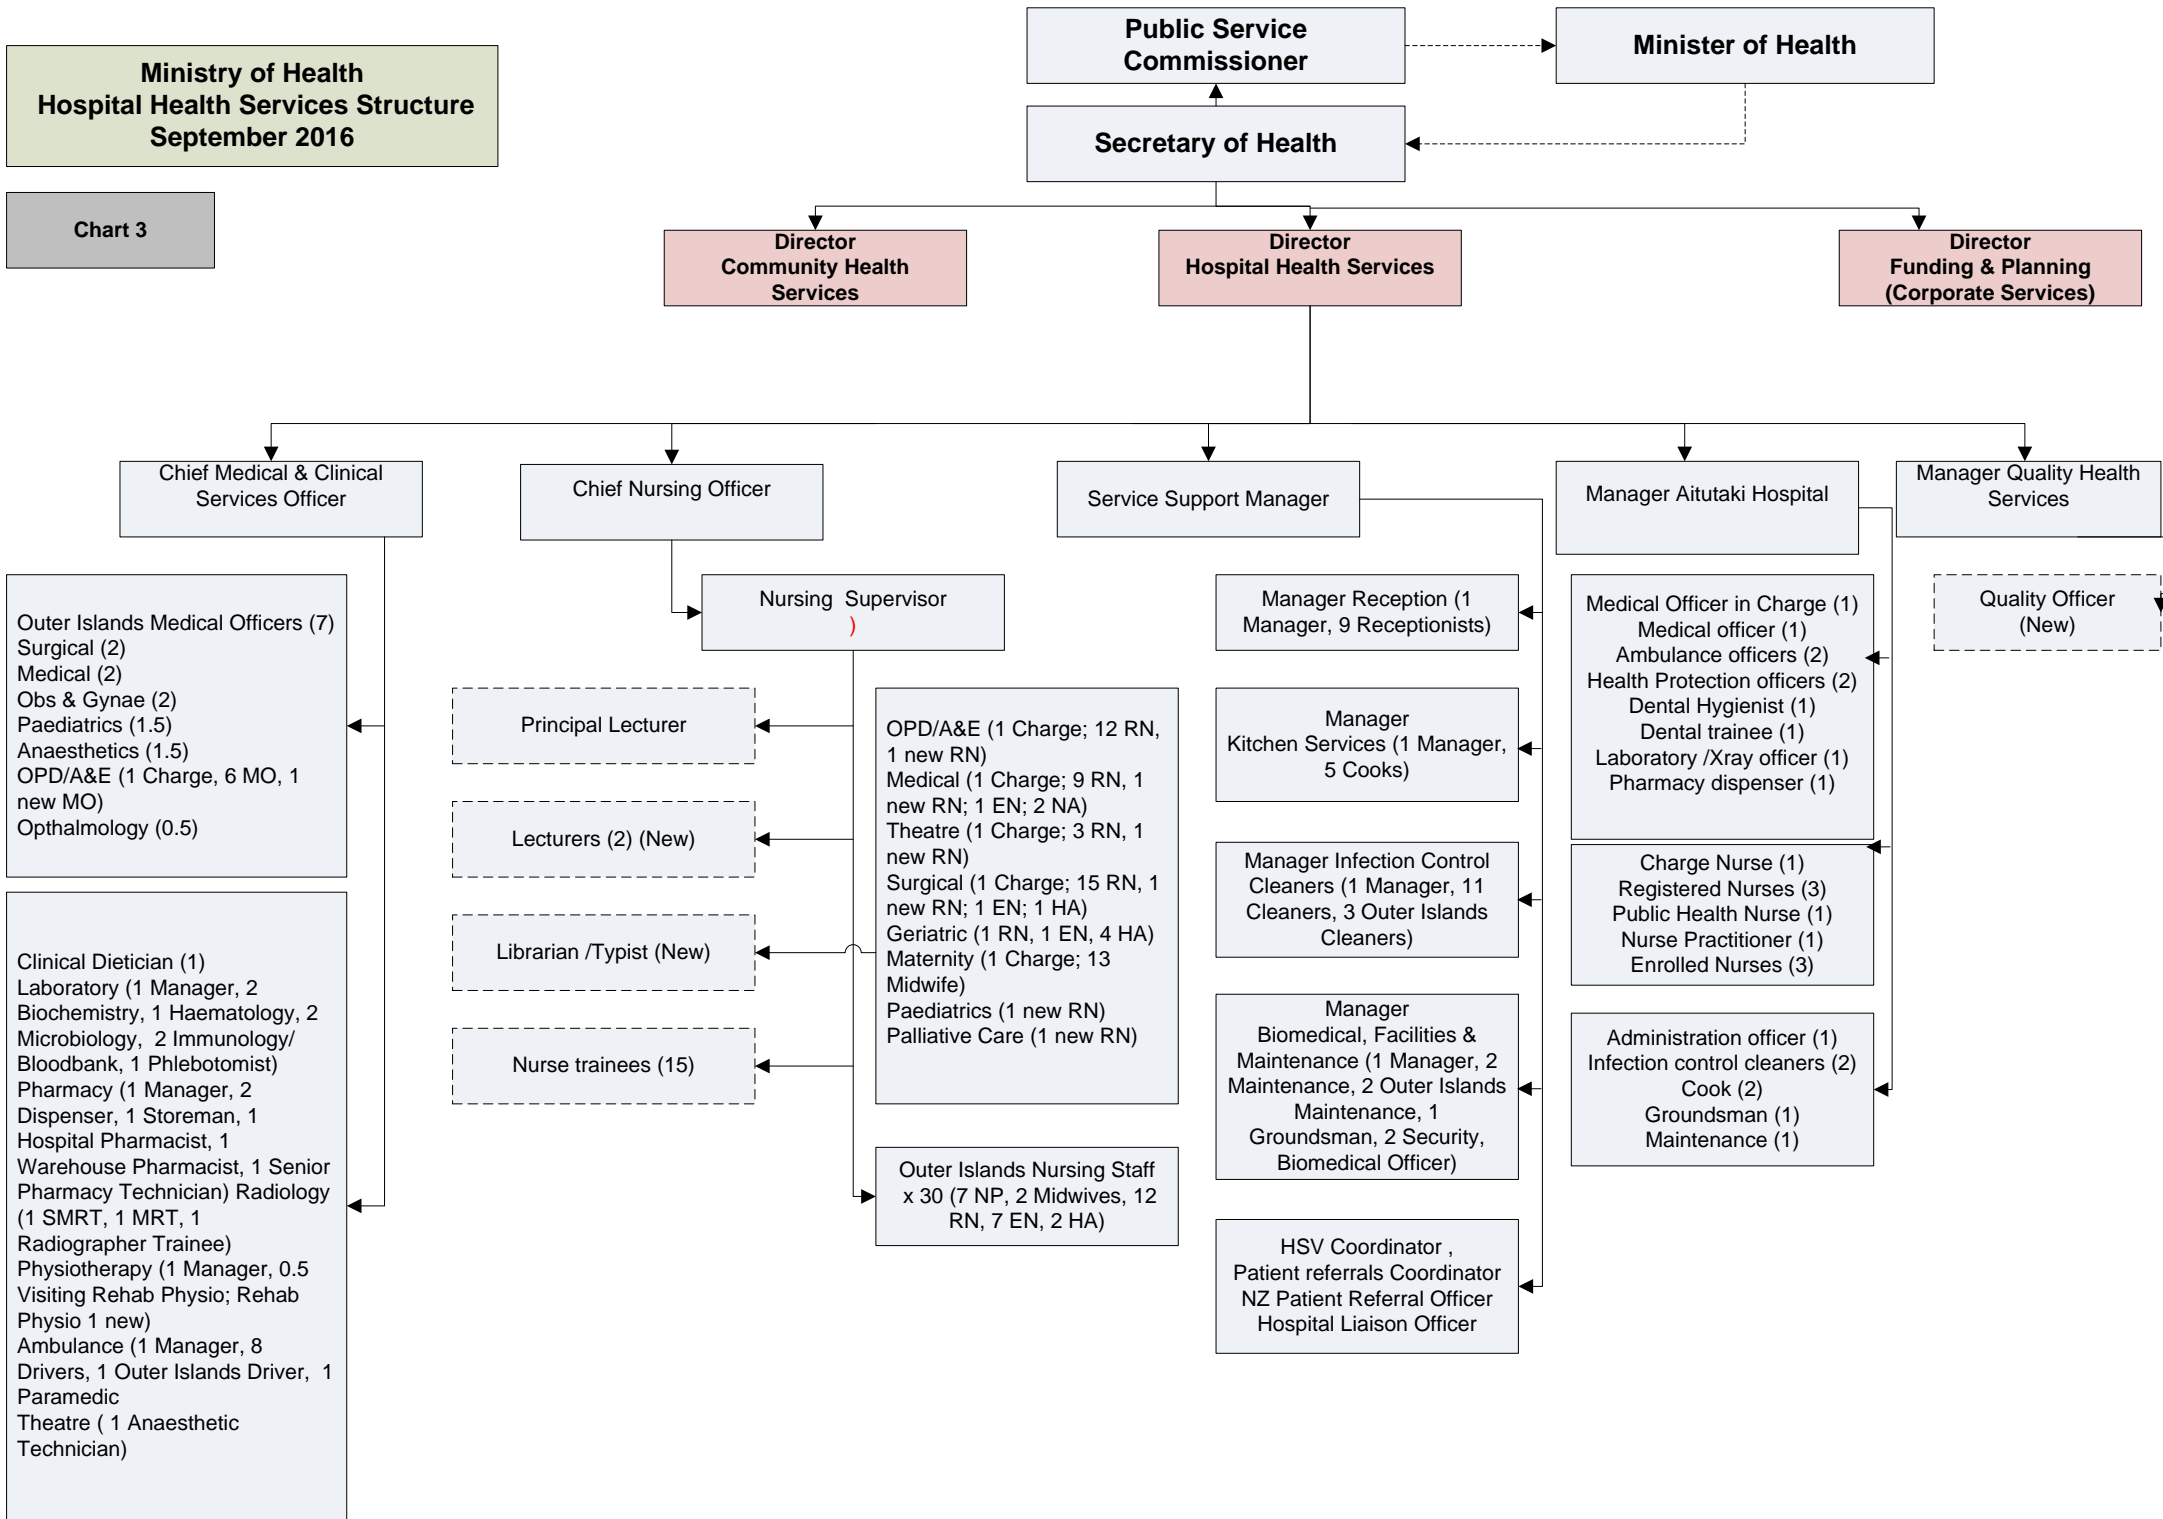 Ministry of Health
Hospital Health Services Structure
September 2016
Chart 3
Public Service
Commissioner
Minister of Health
Secretary of Health
Director
Community Health
Services
Director
Hospital Health Services
Director
Funding & Planning
(Corporate Services)
Chief Medical & Clinical
Services Officer
Chief Nursing Officer
Service Support Manager
Manager Aitutaki Hospital
Manager Quality Health
Services
Outer Islands Medical Officers (7)
Surgical (2)
Medical (2)
Obs & Gynae (2)
Paediatrics (1.5)
Anaesthetics (1.5)
OPD/A&E (1 Charge, 6 MO, 1
new MO)
Opthalmology (0.5)
Clinical Dietician (1)
Laboratory (1 Manager, 2
Biochemistry, 1 Haematology, 2
Microbiology,  2 Immunology/
Bloodbank, 1 Phlebotomist)
Pharmacy (1 Manager, 2
Dispenser, 1 Storeman, 1
Hospital Pharmacist, 1
Warehouse Pharmacist, 1 Senior
Pharmacy Technician) Radiology
(1 SMRT, 1 MRT, 1
Radiographer Trainee)
Physiotherapy (1 Manager, 0.5
Visiting Rehab Physio; Rehab
Physio 1 new)
Ambulance (1 Manager, 8
Drivers, 1 Outer Islands Driver,  1
Paramedic
Theatre ( 1 Anaesthetic
Technician)
Nursing  Supervisor
)
Principal Lecturer
Lecturers (2) (New)
Librarian /Typist (New)
Nurse trainees (15)
OPD/A&E (1 Charge; 12 RN,
1 new RN)
Medical (1 Charge; 9 RN, 1
new RN; 1 EN; 2 NA)
Theatre (1 Charge; 3 RN, 1
new RN)
Surgical (1 Charge; 15 RN, 1
new RN; 1 EN; 1 HA)
Geriatric (1 RN, 1 EN, 4 HA)
Maternity (1 Charge; 13
Midwife)
Paediatrics (1 new RN)
Palliative Care (1 new RN)
Outer Islands Nursing Staff
x 30 (7 NP, 2 Midwives, 12
RN, 7 EN, 2 HA)
Manager Reception (1
Manager, 9 Receptionists)
Manager
Kitchen Services (1 Manager,
5 Cooks)
Manager Infection Control
Cleaners (1 Manager, 11
Cleaners, 3 Outer Islands
Cleaners)
Manager
Biomedical, Facilities &
Maintenance (1 Manager, 2
Maintenance, 2 Outer Islands
Maintenance, 1
Groundsman, 2 Security,
Biomedical Officer)
HSV Coordinator ,
Patient referrals Coordinator
NZ Patient Referral Officer
Hospital Liaison Officer
Medical Officer in Charge (1)
Medical officer (1)
Ambulance officers (2)
Health Protection officers (2)
Dental Hygienist (1)
Dental trainee (1)
Laboratory /Xray officer (1)
Pharmacy dispenser (1)
Charge Nurse (1)
Registered Nurses (3)
Public Health Nurse (1)
Nurse Practitioner (1)
Enrolled Nurses (3)
Administration officer (1)
Infection control cleaners (2)
Cook (2)
Groundsman (1)
Maintenance (1)
Quality Officer
(New)